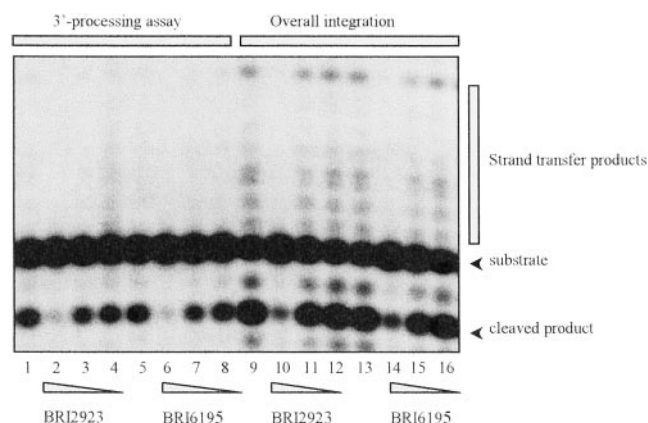 3'-processing assay Overall integration
Strand transfer products
substrate
cleaved product
1 2 3 4 5 6 7 8 9 10 11 12 13 14 15 16
BRI2923 BRI6195 BRI2923 BRI6195